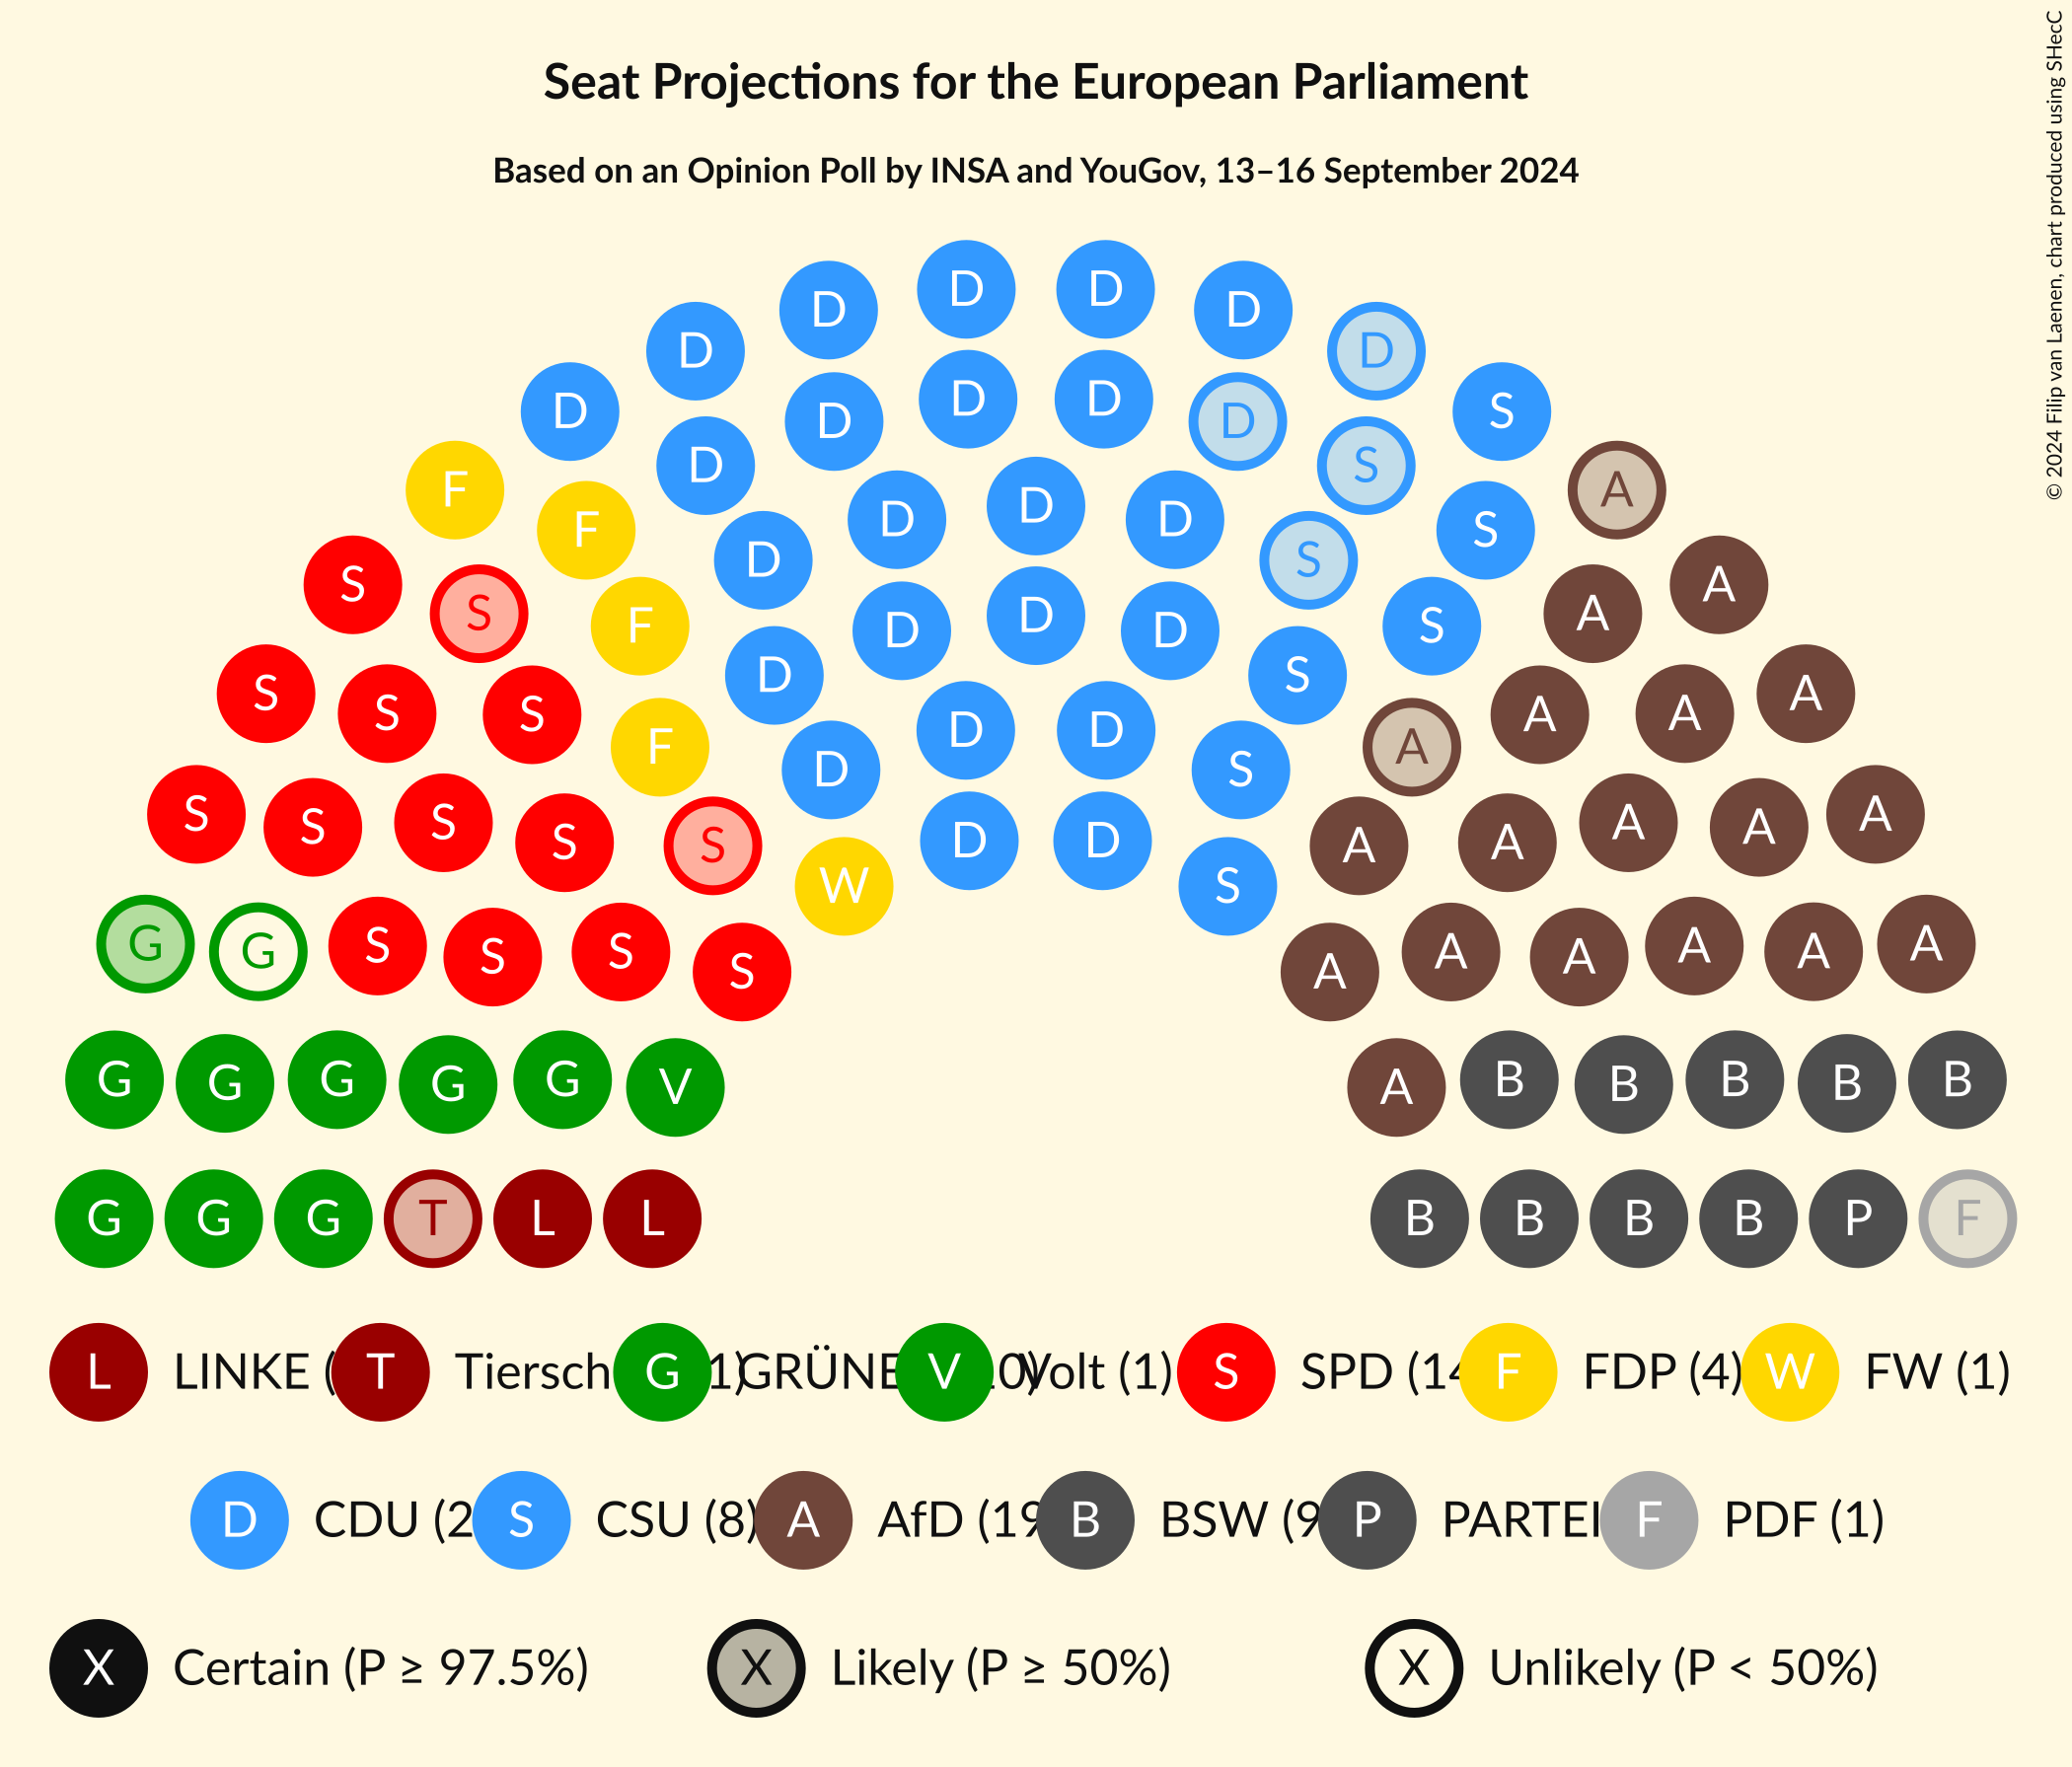 Seat Projections for the European Parliament
Based on an Opinion Poll by INSA and YouGov, 13–16 September 2024
© 2024 Filip van Laenen, chart produced using SHecC
D D
D D
D D
D D D D
D S
D D D S
F A
D D D
F S
D S
S A
S A
D D
F D D S
S D S A
S S A A
F D D A
S D S A
S S S S S A A A A A
W D D S
G G S S S S A A A A A A
G G G G G V A B B B B B
G G G T L L B B B B P F
L LINKE ( T Tiersch G 1) GRÜNE V 0) Volt (1) S SPD (14 F FDP (4) W FW (1)
D CDU (2 S CSU (8) A AfD (19 B BSW (9 P PARTEI F PDF (1)
X Certain (P ≥ 97.5%) X Likely (P ≥ 50%) X Unlikely (P < 50%)